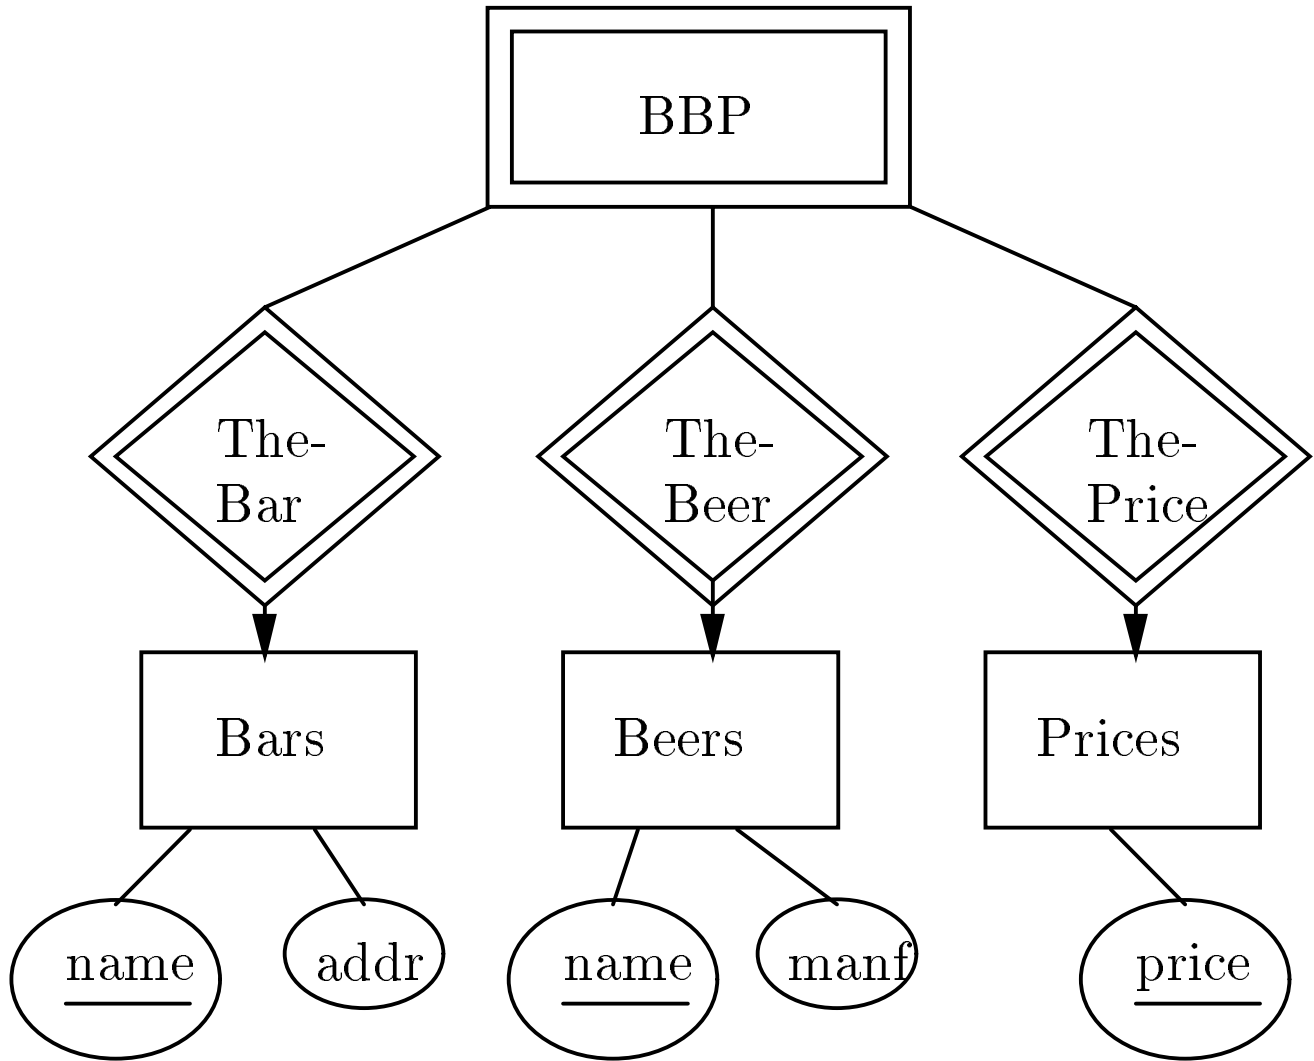 BBP
The-
Bar
The-
Beer
The-
Price
Bars
Beers
Prices
name
addr
name
manf
price